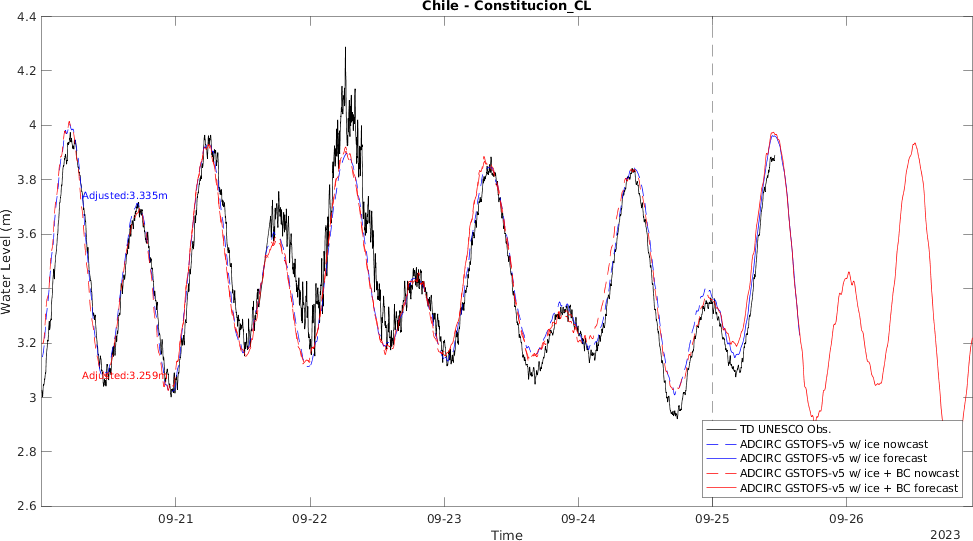 Chile - Constitucion_CL
4.4
4.2
4
3.8
3.6
3.4
3.2
3
2.8
2.6
Water Level (m)
Adjusted:3.335m
Adjusted:3.259m
TD UNESCO Obs.
ADCIRC GSTOFS-v5 w/ ice nowcast
ADCIRC GSTOFS-v5 w/ ice forecast
ADCIRC GSTOFS-v5 w/ ice + BC nowcast
ADCIRC GSTOFS-v5 w/ ice + BC forecast
09-21 09-22 09-23 09-24 09-25 09-26
Time
2023